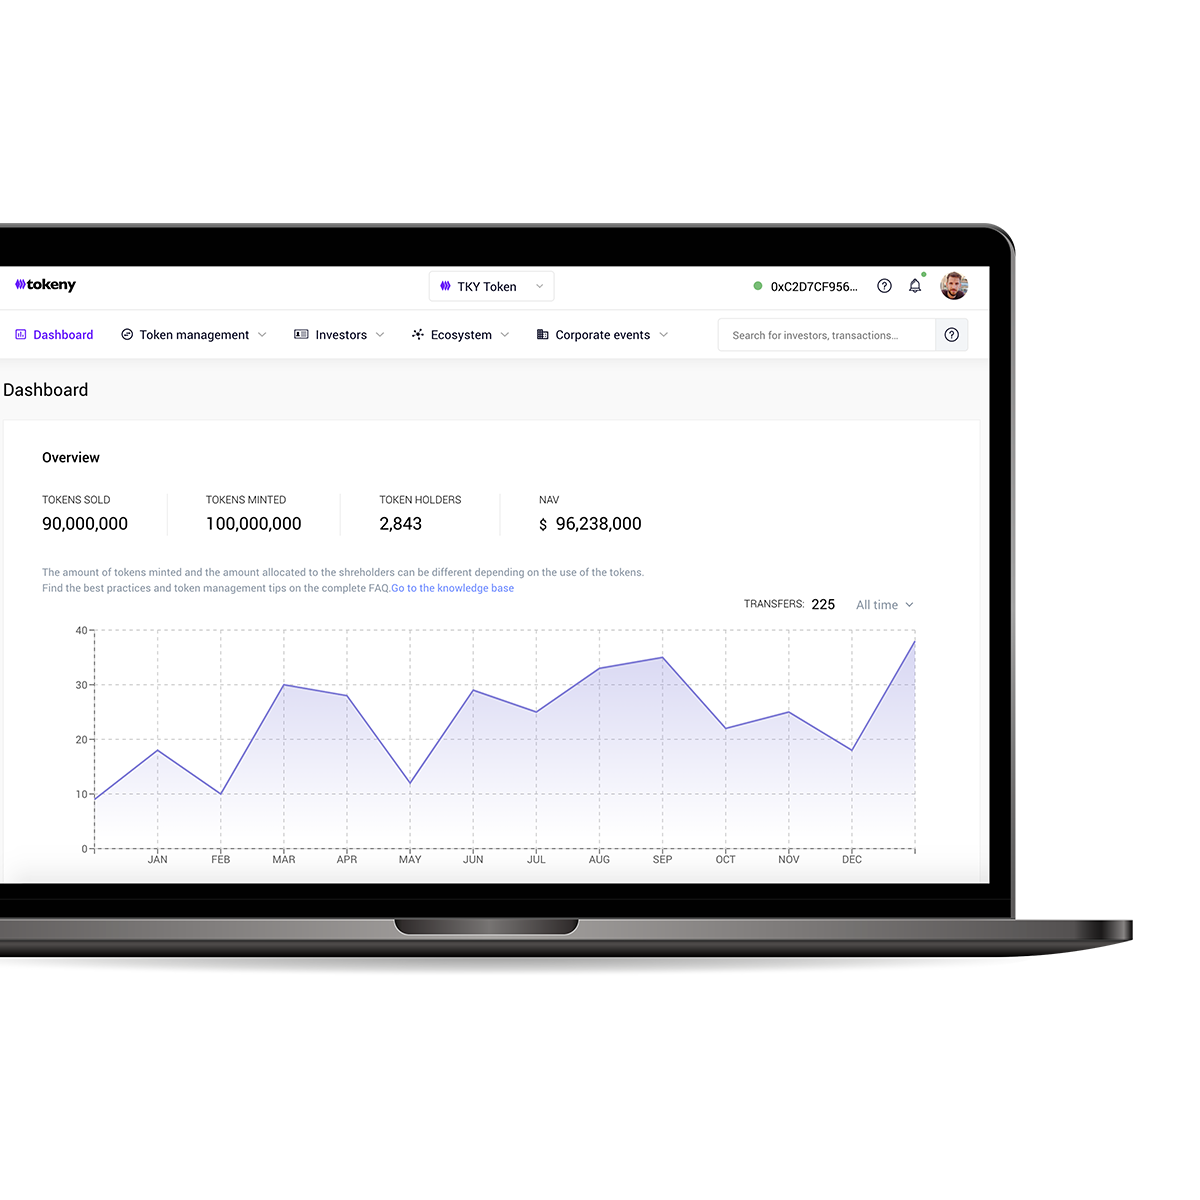 tokeny
TKY Token
0xC2D7CF956...
Dashboard
Token management
Investors
Ecosystem
Corporate events
Search for investors, transactions...
Dashboard
Overview
TOKENS SOLD
TOKENS MINTED
TOKEN HOLDERS
NAV
90,000,000
100,000,000
2,843
$ 96,238,000
The amount of tokens minted and the amount allocated to the shreholders can be different depending on the use of the tokens.
Find the best practices and token management tips on the complete FAQ.Go to the knowledge base
TRANSFERS: 225 All time
40
30
20
10
0
JAN FEB MAR APR MAY JUN JUL AUG SEP OCT NOV DEC